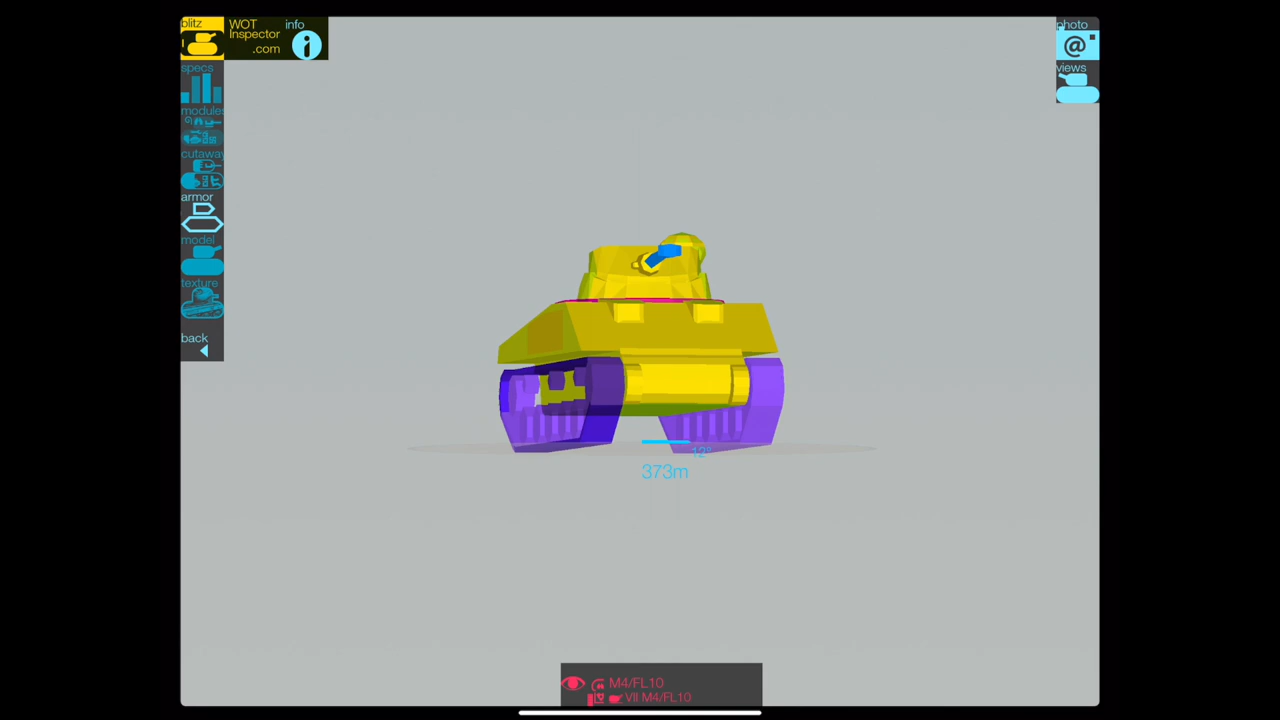 blitz
WOT
Inspector
.com
info
photo
@
specs
views
modules
cutaway
armor
model
texture
back
12°
373m
M4/FL10
VII M4/FL10